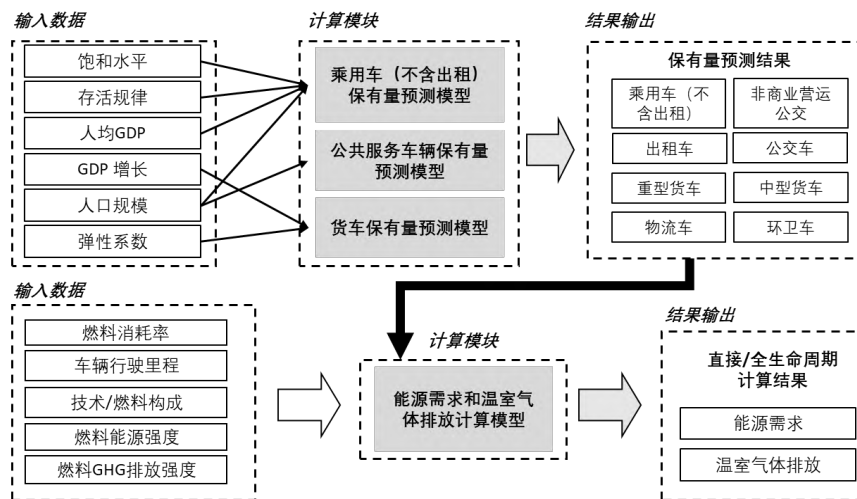 输入数据
饱和水平
存活规律
人均GDP
GDP 增长
人口规模
弹性系数
计算模块
乘用车（不含出租）
保有量预测模型
公共服务车辆保有量
预测模型
货车保有量预测模型
结果输出
保有量预测结果
乘用车（不
含出租）
非商业营运
公交
出租车
公交车
重型货车
中型货车
物流车
环卫车
输入数据
燃料消耗率
车辆行驶里程
技术/燃料构成
燃料能源强度
燃料GHG排放强度
计算模块
能源需求和温室气
体排放计算模型
结果输出
直接/全生命周期
计算结果
能源需求
温室气体排放